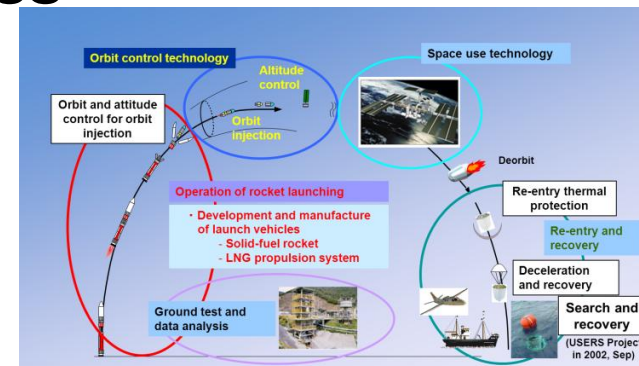 Orbit control technology
Space use technology
Altitude
control
Orbit and attitude
control for orbit
injection
Orbit
injection
Deorbit
Operation of rocket launching
・Development and manufacture
of launch vehicles
- Solid-fuel rocket
- LNG propulsion system
Re-entry thermal
protection
Re-entry and
recovery
Deceleration
and recovery
Ground test and
data analysis
Search and
recovery
(USERS Project
in 2002, Sep)